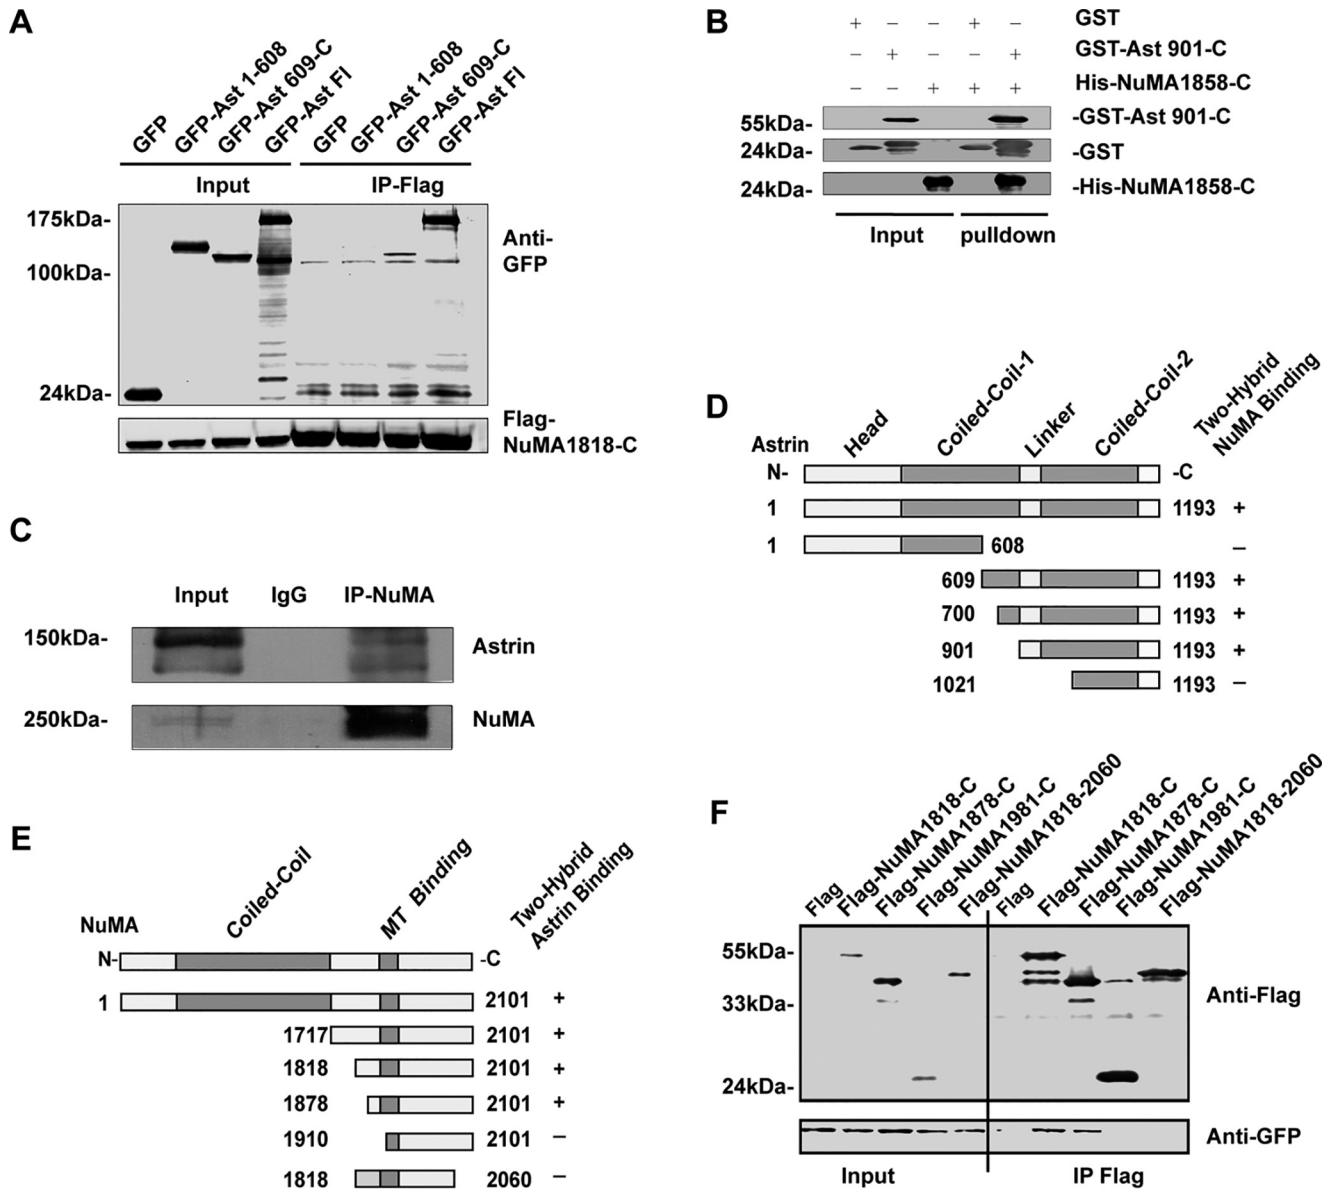 A
GFP
GFP-Ast 1-608
GFP-Ast 609-C
GFP-Ast Fl
GFP
GFP-Ast 1-608
GFP-Ast 609-C
GFP-Ast Fl
Input
IP-Flag
175kDa-
100kDa-
24kDa-
Anti-
GFP
Flag-
NuMA1818-C
B
+ − − + − GST
− + − − + GST-Ast 901-C
− − + + + His-NuMA1858-C
55kDa- -GST-Ast 901-C
24kDa- -GST
24kDa- -His-NuMA1858-C
Input pulldown
C
Input IgG IP-NuMA
150kDa- Astrin
250kDa- NuMA
D
Astrin
Head
Coiled-Coil-1
Linker
Coiled-Coil-2
Two-Hybrid
NuMA Binding
N- -C
1 1193 +
1 608 −
609 1193 +
700 1193 +
901 1193 +
1021 1193 −
E
NuMA
Coiled-Coil
MT Binding
Two-Hybrid
Astrin Binding
N- -C
1 2101 +
1717 2101 +
1818 2101 +
1878 2101 +
1910 2101 −
1818 2060 −
F
Flag
Flag-NuMA1818-C
Flag-NuMA1878-C
Flag-NuMA1981-C
Flag-NuMA1818-2060
Flag
Flag-NuMA1818-C
Flag-NuMA1878-C
Flag-NuMA1981-C
Flag-NuMA1818-2060
55kDa-
33kDa-
24kDa-
Anti-Flag
Anti-GFP
Input IP Flag